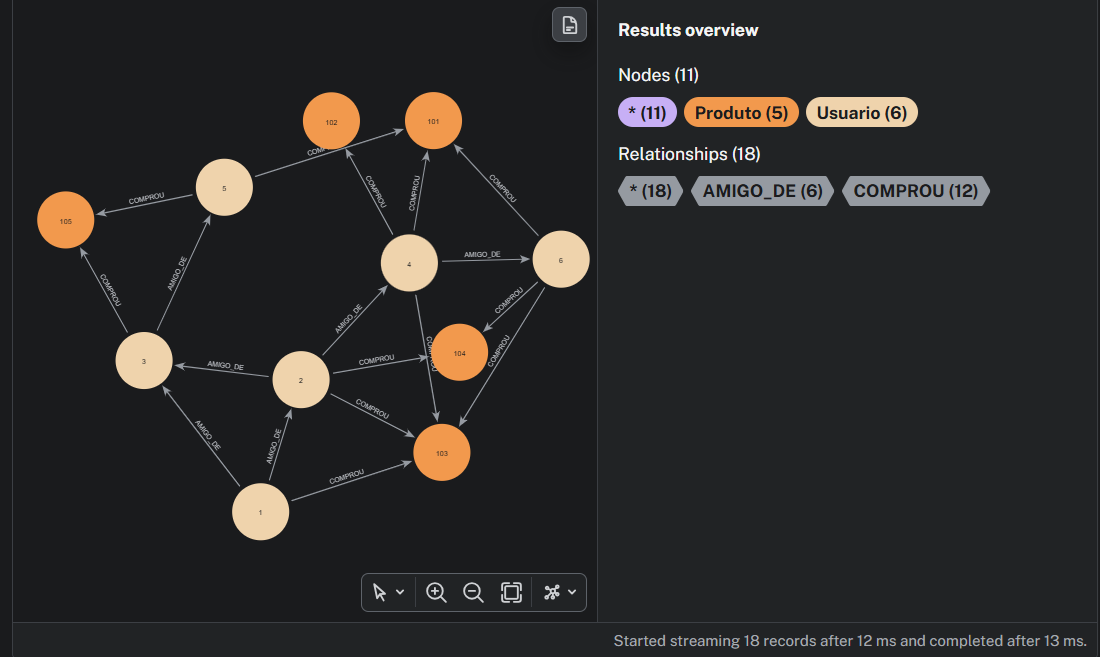 Results overview
Nodes (11)
* (11)
Produto (5)
Usuario (6)
Relationships (18)
* (18)
AMIGO_DE (6)
COMPROU (12)
102
101
COMPROU
5
COMPROU
COMPROU
COMPROU
COMPROU
105
4
AMIGO_DE
6
AMIGO_DE
COMPROU
COMPROU
AMIGO_DE
COMPROU
COMPROU
104
3
AMIGO_DE
2
COMPROU
COMPROU
AMIGO_DE
AMIGO_DE
103
COMPROU
1
Started streaming 18 records after 12 ms and completed after 13 ms.